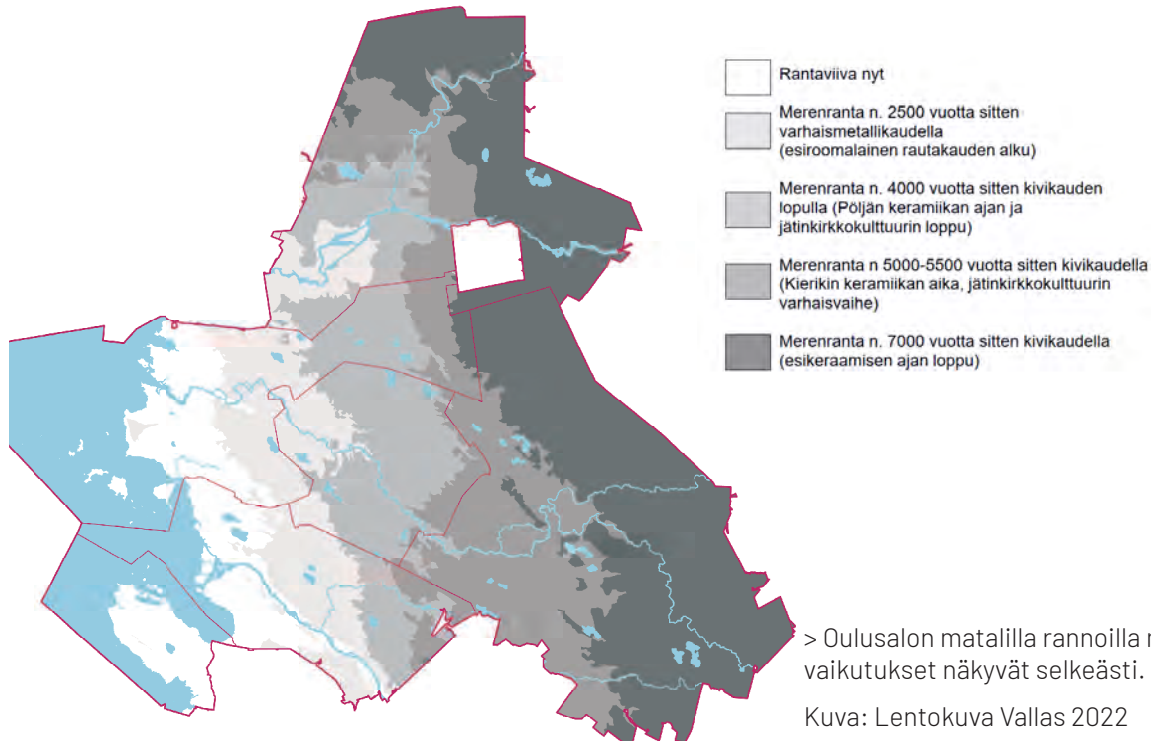 Rantaviiva nyt
Merenranta n. 2500 vuotta sitten
varhaismetallikaudella
(esiroomalainen rautakauden alku)
Merenranta n. 4000 vuotta sitten kivikauden
lopulla (Pöljän keramiikan ajan ja
jätinkirkkokulttuurin loppu)
Merenranta n 5000-5500 vuotta sitten kivikaudella
(Kierikin keramiikan aika, jätinkirkkokulttuurin
varhaisvaihe)
Merenranta n. 7000 vuotta sitten kivikaudella
(esikeraamisen ajan loppu)
> Oulusalon matalilla rannoilla
vaikutukset näkyvät selkeästi.
Kuva: Lentokuva Vallas 2022